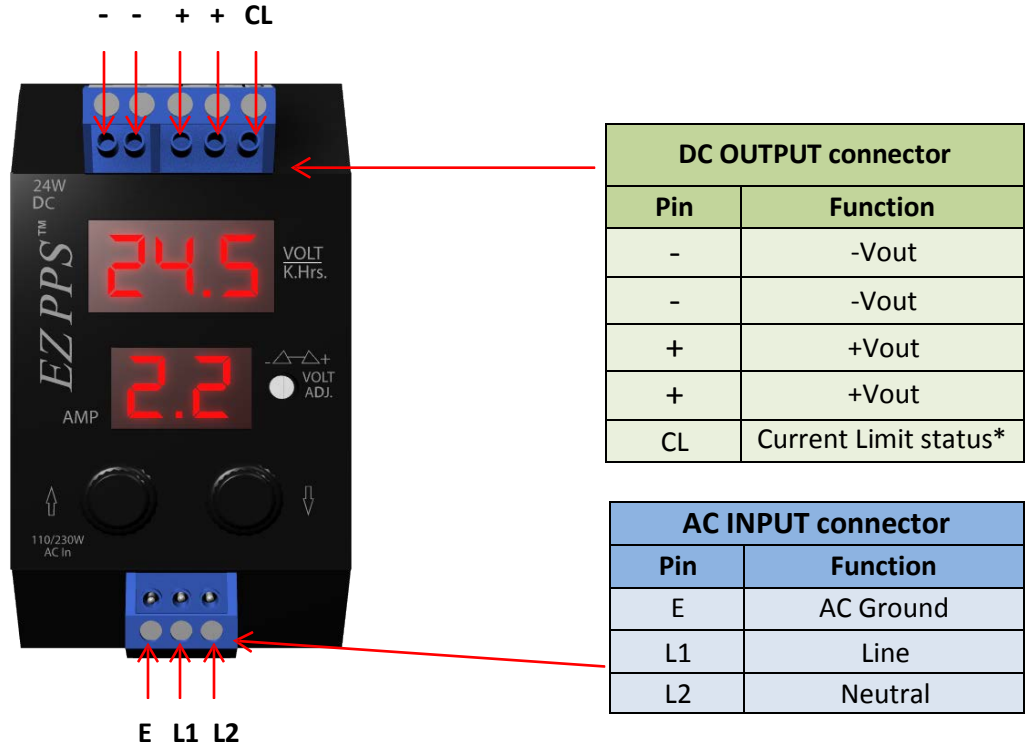 - - + + CL
24W
DC
EZ PPS™
24.5
VOLT
K.Hrs.
2.2
AMP
- +
VOLT
ADJ.
110/230W
AC In
E L1 L2
DC OUTPUT connector
Pin Function
- -Vout
- -Vout
+ +Vout
+ +Vout
CL Current Limit status*
AC INPUT connector
Pin Function
E AC Ground
L1 Line
L2 Neutral